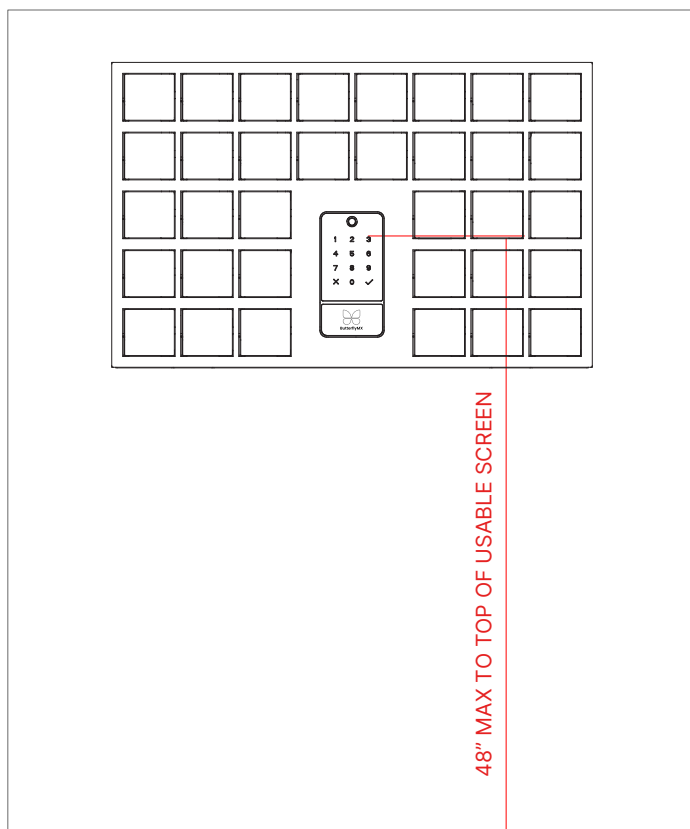 1 2 3
4 5 6
7 8 9
✕ 0 ✓
ButterflyMX
48" MAX TO TOP OF USABLE SCREEN